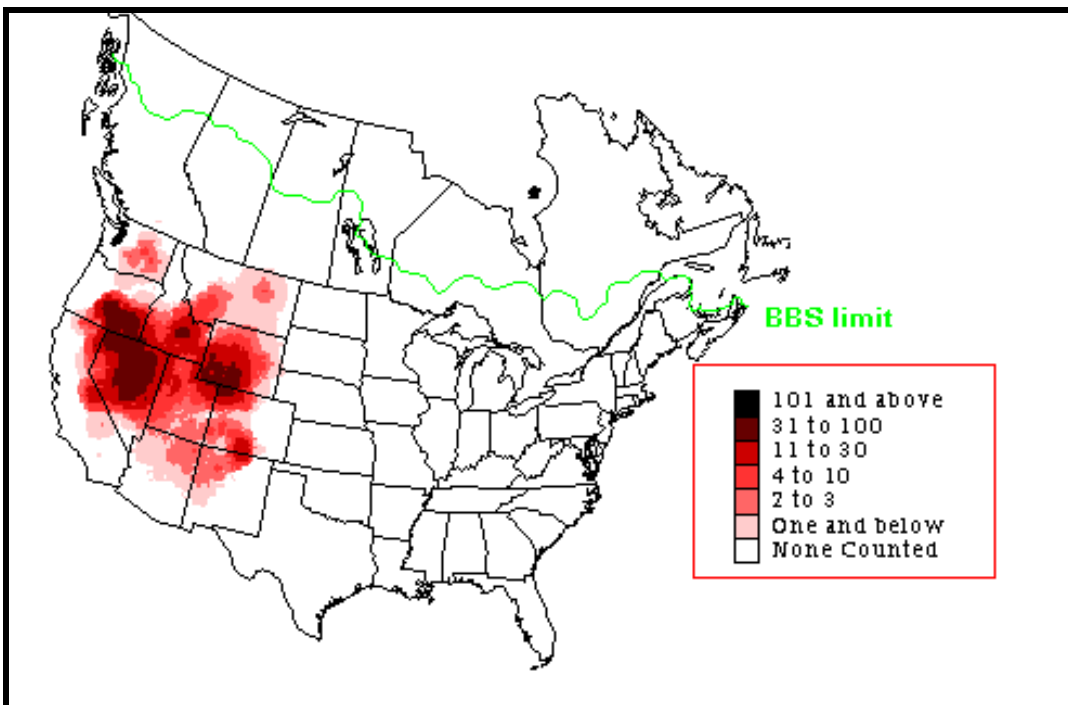 BBS limit
101 and above
31 to 100
11 to 30
4 to 10
2 to 3
One and below
None Counted